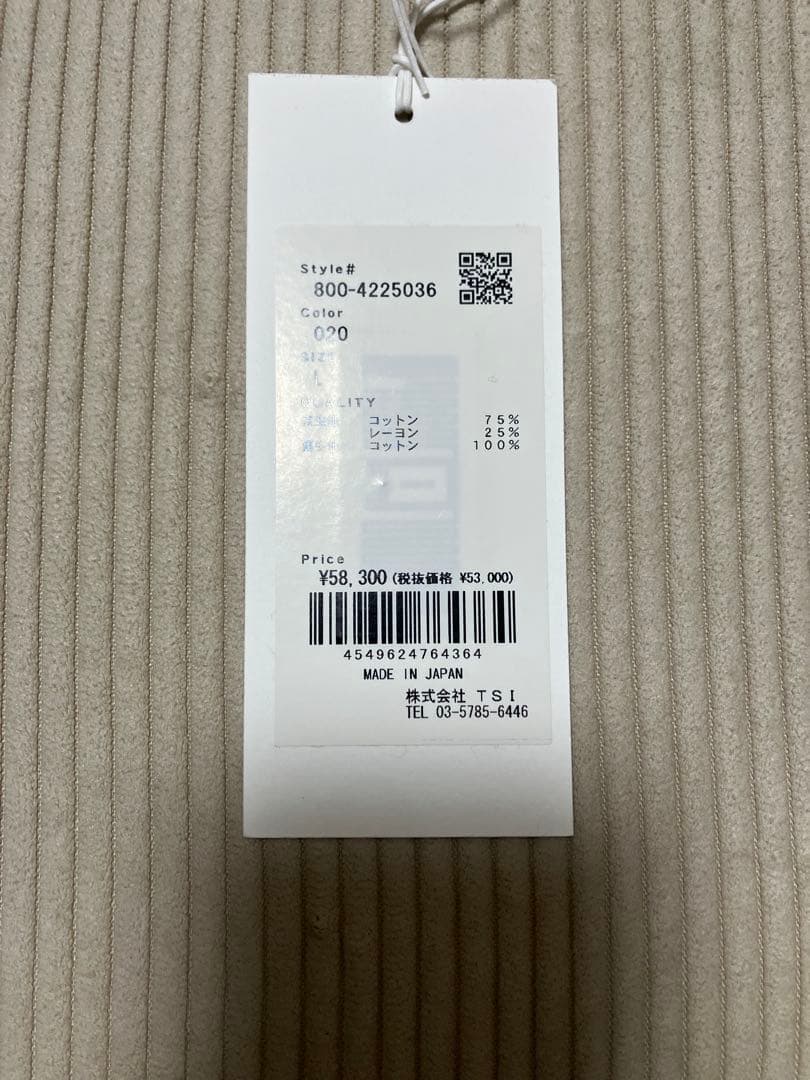 Style#
800-4225036
Color
020
SIZE
L
QUALITY
コットン 75%
レーヨン 25%
コットン 100%
Price
¥58,300 (税抜価格 ¥53,000)
4549624764364
MADE IN JAPAN
株式会社 TSI
TEL 03-5785-6446